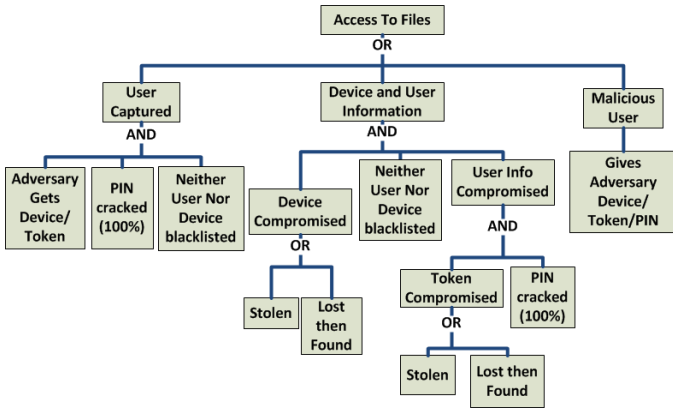 Access To Files
OR
User
Captured
Device and User
Information
Malicious
User
AND
AND
Adversary
Gets
Device/
Token
PIN
cracked
(100%)
Neither
User Nor
Device
blacklisted
Device
Compromised
Neither
User Nor
Device
blacklisted
User Info
Compromised
Gives
Adversary
Device/
Token/PIN
OR
AND
Stolen
Lost
then
Found
Token
Compromised
PIN
cracked
(100%)
OR
Stolen
Lost then
Found